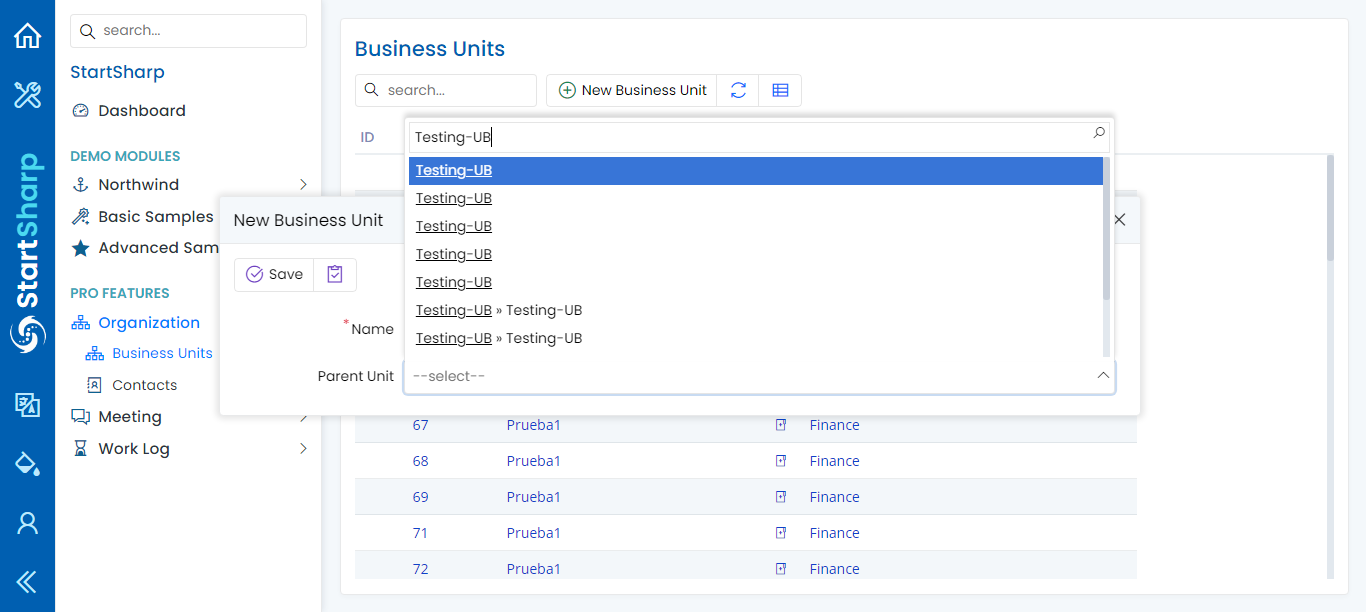 search...
StartSharp
Dashboard
DEMO MODULES
Northwind
Basic Samples
Advanced Sam
PRO FEATURES
Organization
Business Units
Contacts
Meeting
Work Log
StartSharp
Business Units
search...
New Business Unit
ID
Testing-UB
Testing-UB
Testing-UB
Testing-UB
Testing-UB
Testing-UB
Testing-UB » Testing-UB
Testing-UB » Testing-UB
New Business Unit
Save
*Name
Parent Unit --select--
67 Prueba1 Finance
68 Prueba1 Finance
69 Prueba1 Finance
71 Prueba1 Finance
72 Prueba1 Finance